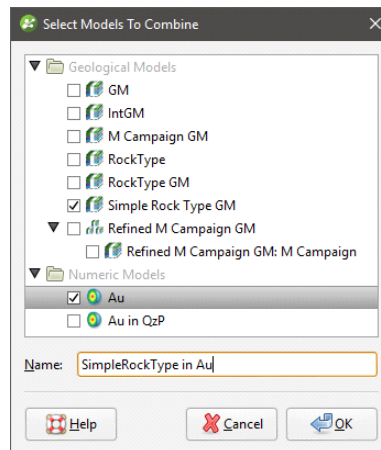 Select Models To Combine
Geological Models
GM
IntGM
M Campaign GM
RockType
RockType GM
Simple Rock Type GM
Refined M Campaign GM
Refined M Campaign GM: M Campaign
Numeric Models
Au
Au in QzP
Name: SimpleRockType in Au
Help Cancel OK